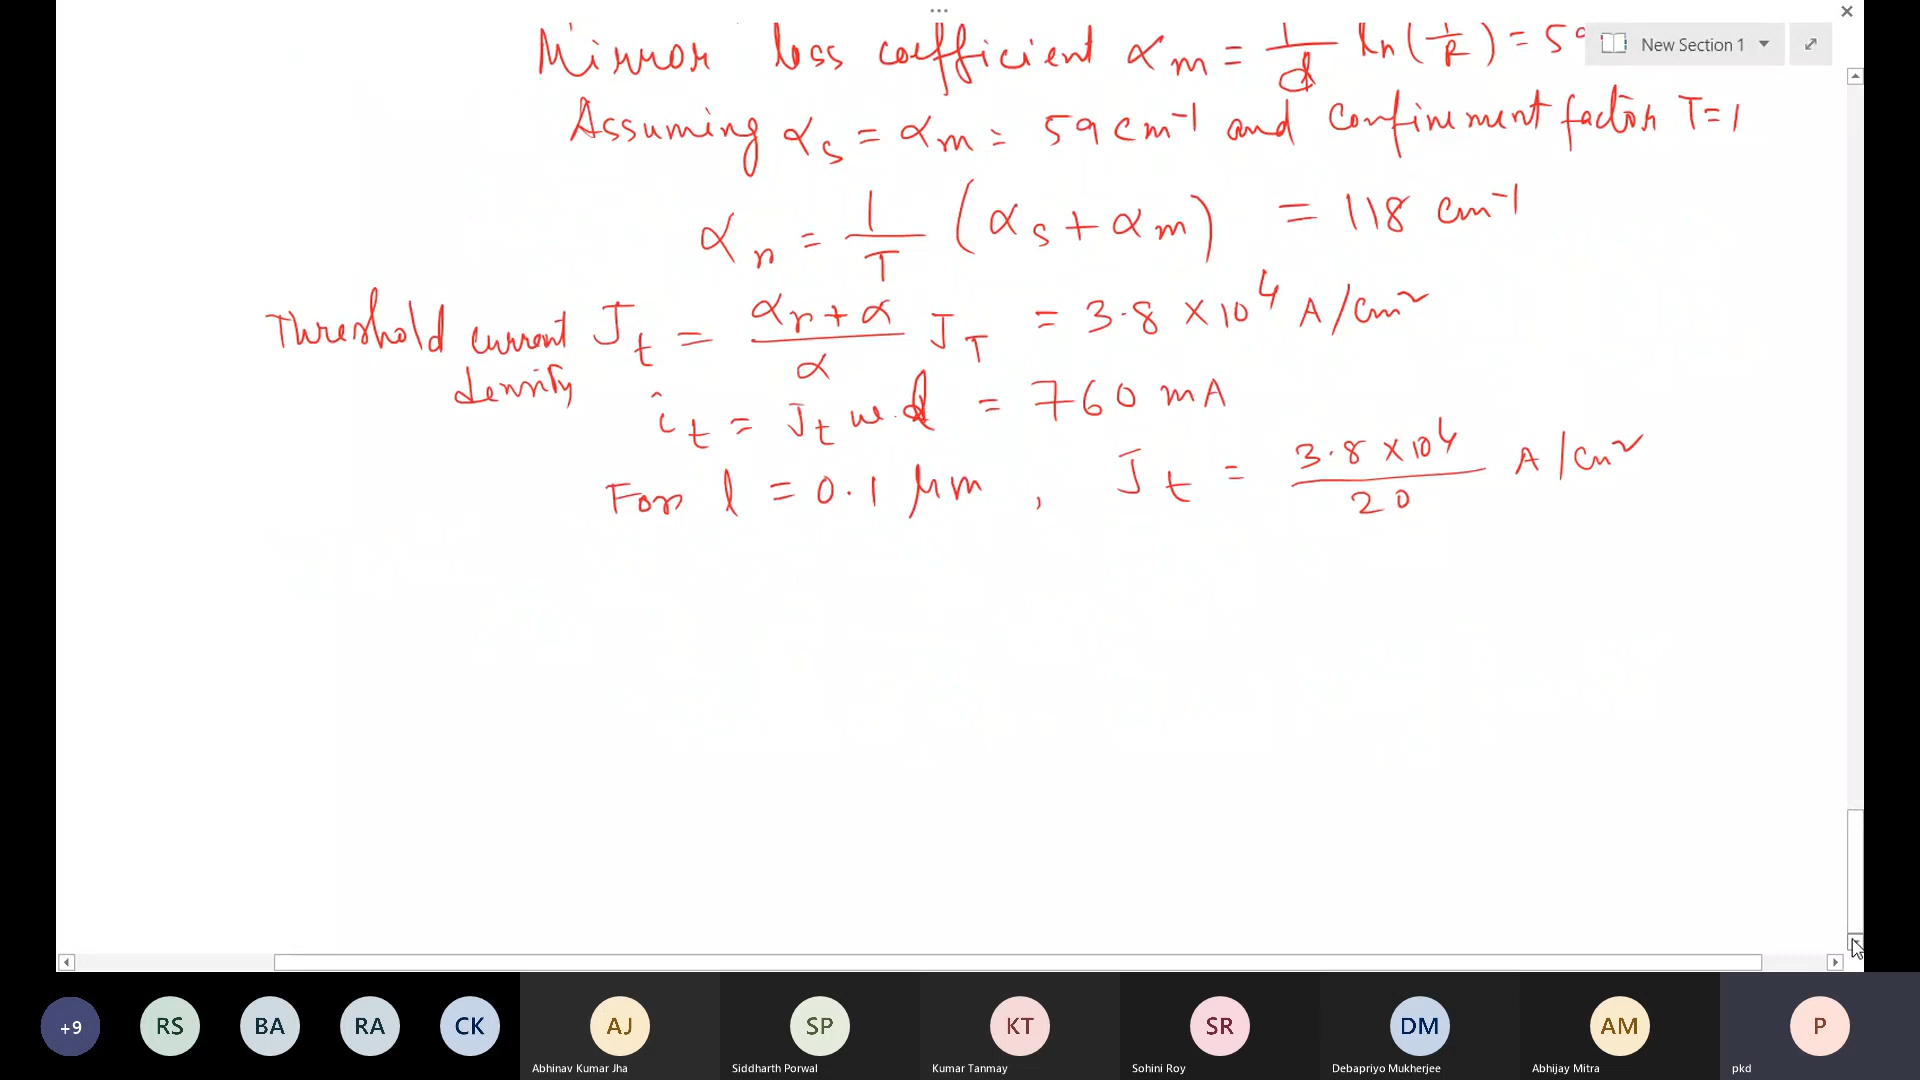 Mirror loss coefficient αm = 1/d ln(1/R) = 59
New Section 1
Assuming αs = αm = 59 cm⁻¹ and confinement factor T=1
αr = 1/T (αs + αm) = 118 cm⁻¹
Threshold current density Jt = (αr + α)/α JT = 3.8 × 10⁴ A/cm²
it = Jt w.d = 760 mA
For l = 0.1 μm , Jt = 3.8 × 10⁴/20 A/cm²
+9
RS
BA
RA
CK
AJ
SP
KT
SR
DM
AM
P
Abhinav Kumar Jha
Siddharth Porwal
Kumar Tanmay
Sohini Roy
Debapriyo Mukherjee
Abhijay Mitra
pkd